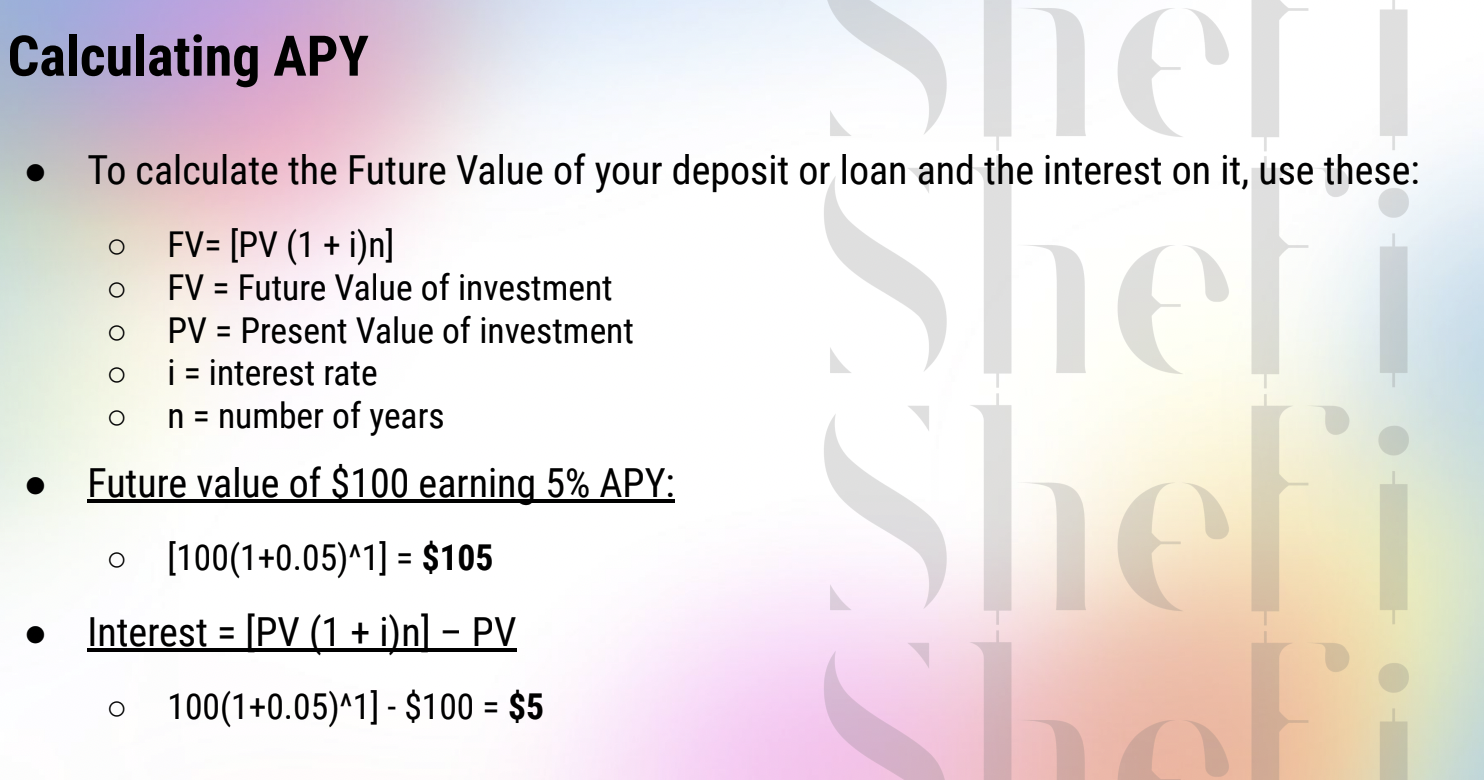 Calculating APY
● To calculate the Future Value of your deposit or loan and the interest on it, use these:
○ FV= [PV (1 + i)n]
○ FV = Future Value of investment
○ PV = Present Value of investment
○ i = interest rate
○ n = number of years
● Future value of $100 earning 5% APY:
○ [100(1+0.05)^1] = $105
● Interest = [PV (1 + i)n] – PV
○ 100(1+0.05)^1] - $100 = $5
SheFi
SheFi
SheFi
SheFi